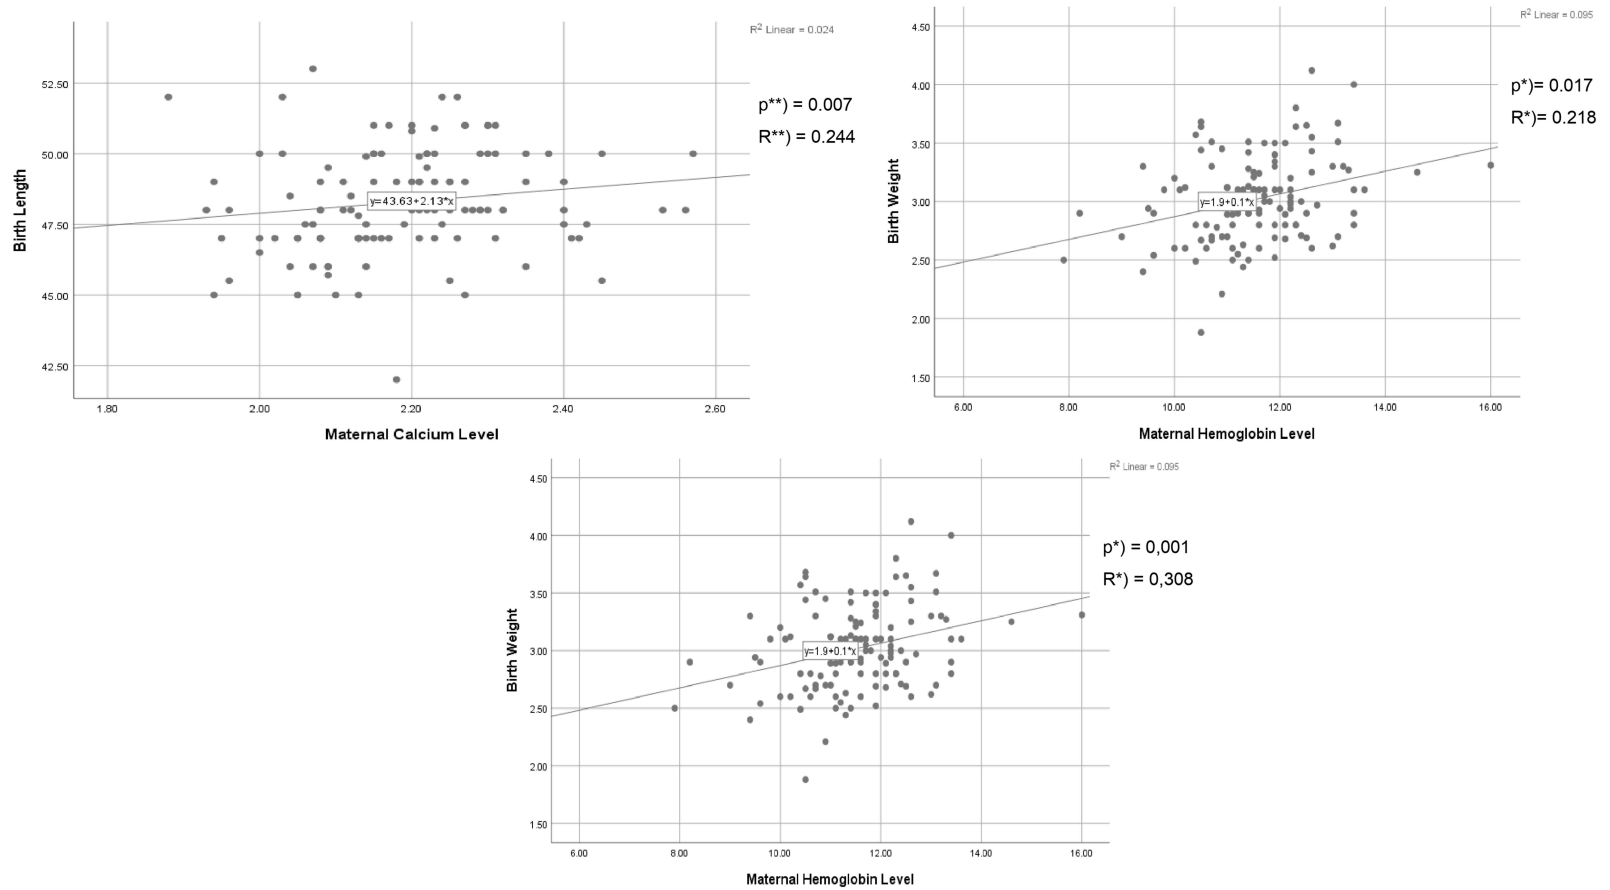 R² Linear = 0.024
52.50
50.00
47.50
45.00
42.50
Birth Length
y=43.63+2.13*x
p**) = 0.007
R**) = 0.244
1.80 2.00 2.20 2.40 2.60
Maternal Calcium Level
R² Linear = 0.095
4.50
4.00
3.50
3.00
2.50
2.00
1.50
Birth Weight
y=1.9+0.1*x
p*)= 0.017
R*)= 0.218
6.00 8.00 10.00 12.00 14.00 16.00
Maternal Hemoglobin Level
R² Linear = 0.095
4.50
4.00
3.50
3.00
2.50
2.00
1.50
Birth Weight
y=1.9+0.1*x
p*) = 0,001
R*) = 0,308
6.00 8.00 10.00 12.00 14.00 16.00
Maternal Hemoglobin Level